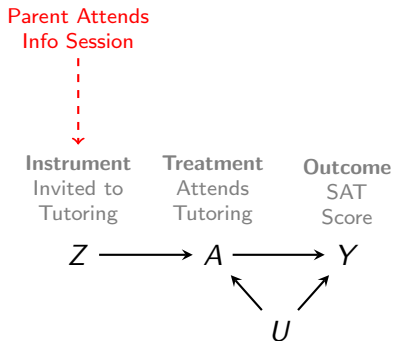 Parent Attends
Info Session
Instrument
Invited to
Tutoring
Treatment
Attends
Tutoring
Outcome
SAT
Score
Z
A
Y
U